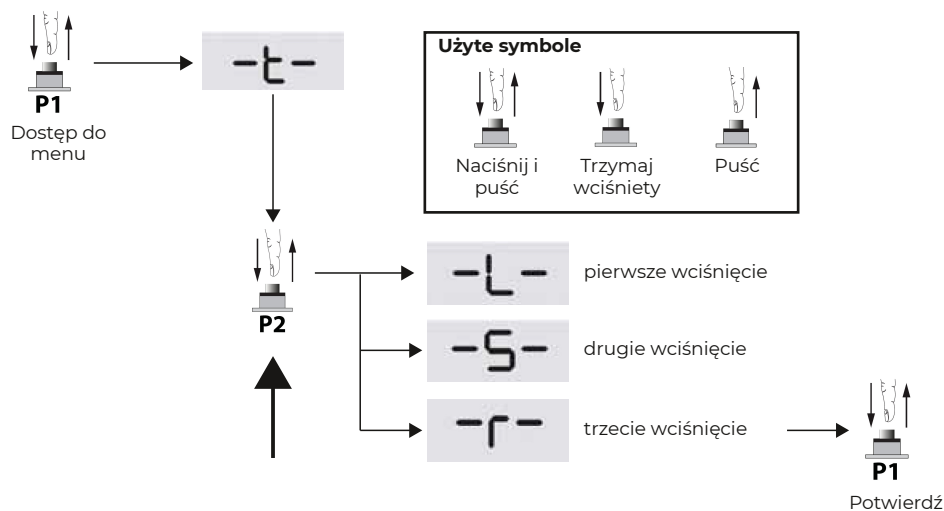 P1
Dostęp do
menu
-t-
Użyte symbole
Naciśnij i
puść
Trzymaj
wciśniety
Puść
P2
-L-
pierwsze wciśnięcie
-S-
drugie wciśnięcie
-r-
trzecie wciśnięcie
P1
Potwierdź